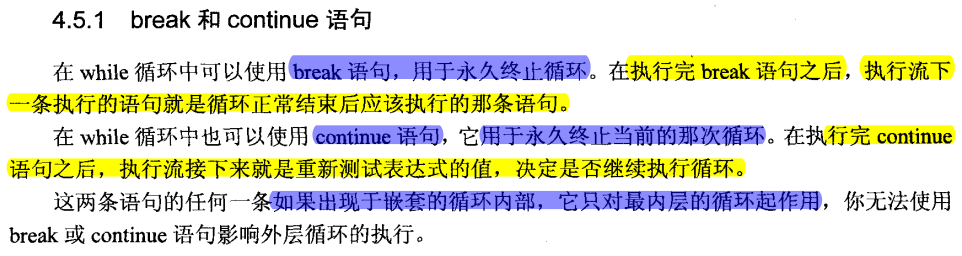 4.5.1 break 和 continue 语句
在 while 循环中可以使用 break 语句，用于永久终止循环。在执行完 break 语句之后，执行流下
一条执行的语句就是循环正常结束后应该执行的那条语句。
在 while 循环中也可以使用 continue 语句，它用于永久终止当前的那次循环。在执行完 continue
语句之后，执行流接下来就是重新测试表达式的值，决定是否继续执行循环。
这两条语句的任何一条如果出现于嵌套的循环内部，它只对最内层的循环起作用，你无法使用
break 或 continue 语句影响外层循环的执行。